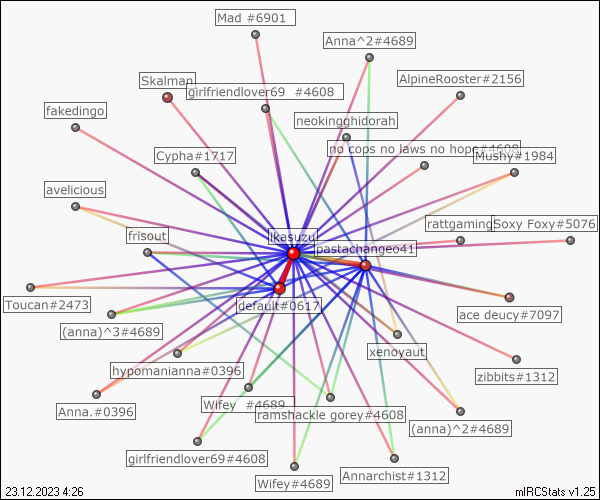 Mad #6901
Anna^2#4689
Skalman
AlpineRooster#2156
girlfriendlover69 #4608
fakedingo
neokingghidorah
no cops no laws no hope#4608
Cypha#1717
Mushy#1984
avelicious
rattgaming
Soxy Foxy#5076
frisout
ikasuzu
pastachange041
Toucan#2473
default#0617
ace deucy#7097
(anna)^3#4689
xenoyaut
hypomanianna#0396
zibbits#1312
Anna.#0396
Wifey #4689
ramshackle gorey#4608
(anna)^2#4689
girlfriendlover69#4608
Wifey#4689
Annarchist#1312
23.12.2023 4:26
mIRCStats v1.25